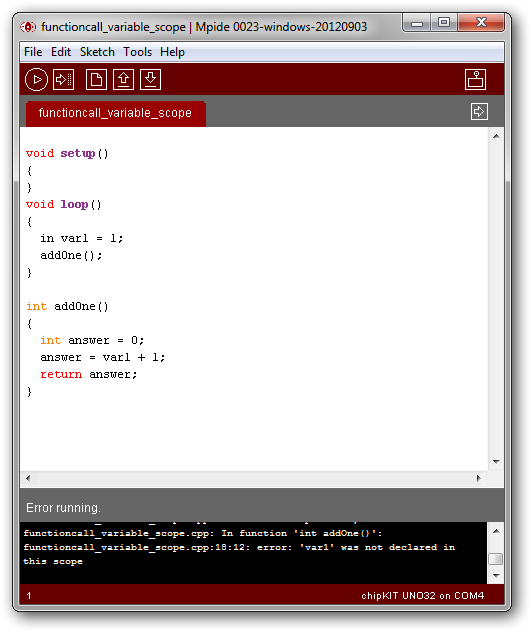 functioncall_variable_scope | Mpide 0023-windows-20120903
File Edit Sketch Tools Help
functioncall_variable_scope
void setup()
{
}
void loop()
{
in var1 = 1;
addOne();
}
int addOne()
{
int answer = 0;
answer = var1 + 1;
return answer;
}
Error running.
functioncall_variable_scope.cpp: In function 'int addOne()':
functioncall_variable_scope.cpp:18:12: error: 'var1' was not declared in
this scope
1 chipKIT UNO32 on COM4